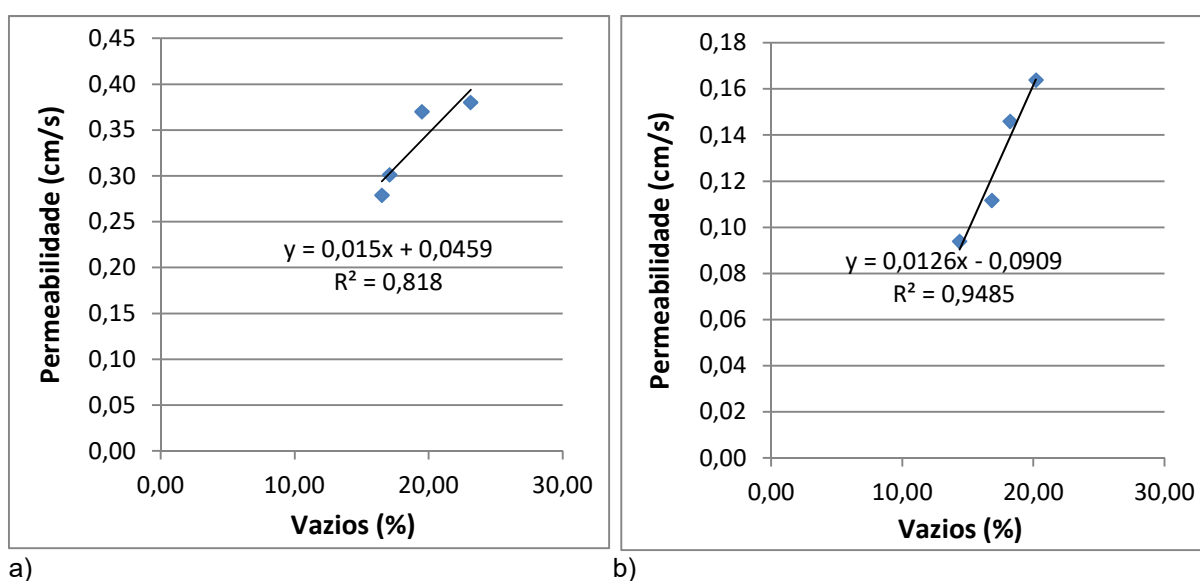 0,45
0,40
0,35
0,30
0,25
0,20
0,15
0,10
0,05
0,00
Permeabilidade (cm/s)
y = 0,015x + 0,0459
R² = 0,818
0,00 10,00 20,00 30,00
Vazios (%)
a)
0,18
0,16
0,14
0,12
0,10
0,08
0,06
0,04
0,02
0,00
Permeabilidade (cm/s)
y = 0,0126x - 0,0909
R² = 0,9485
0,00 10,00 20,00 30,00
Vazios (%)
b)